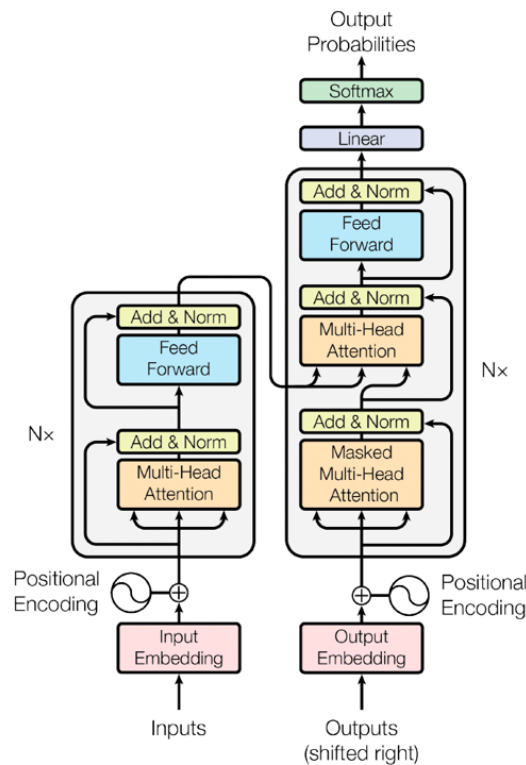 Output
Probabilities
Softmax
Linear
Add & Norm
Feed
Forward
Add & Norm
Multi-Head
Attention
Add & Norm
Masked
Multi-Head
Attention
N×
Add & Norm
Feed
Forward
Add & Norm
Multi-Head
Attention
N×
Positional
Encoding
Positional
Encoding
Input
Embedding
Output
Embedding
Inputs
Outputs
(shifted right)